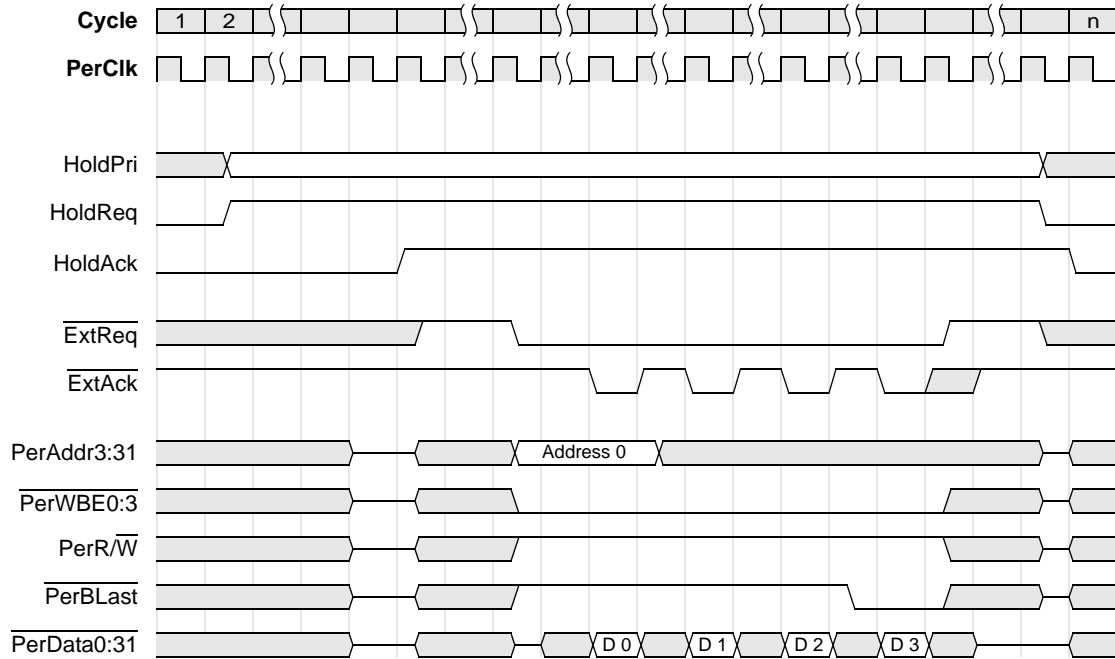 Cycle 1 2 n
PerClk
HoldPri
HoldReq
HoldAck
ExtReq
ExtAck
PerAddr3:31 Address 0
PerWBE0:3
PerR/W
PerBLast
PerData0:31 D 0 D 1 D 2 D 3